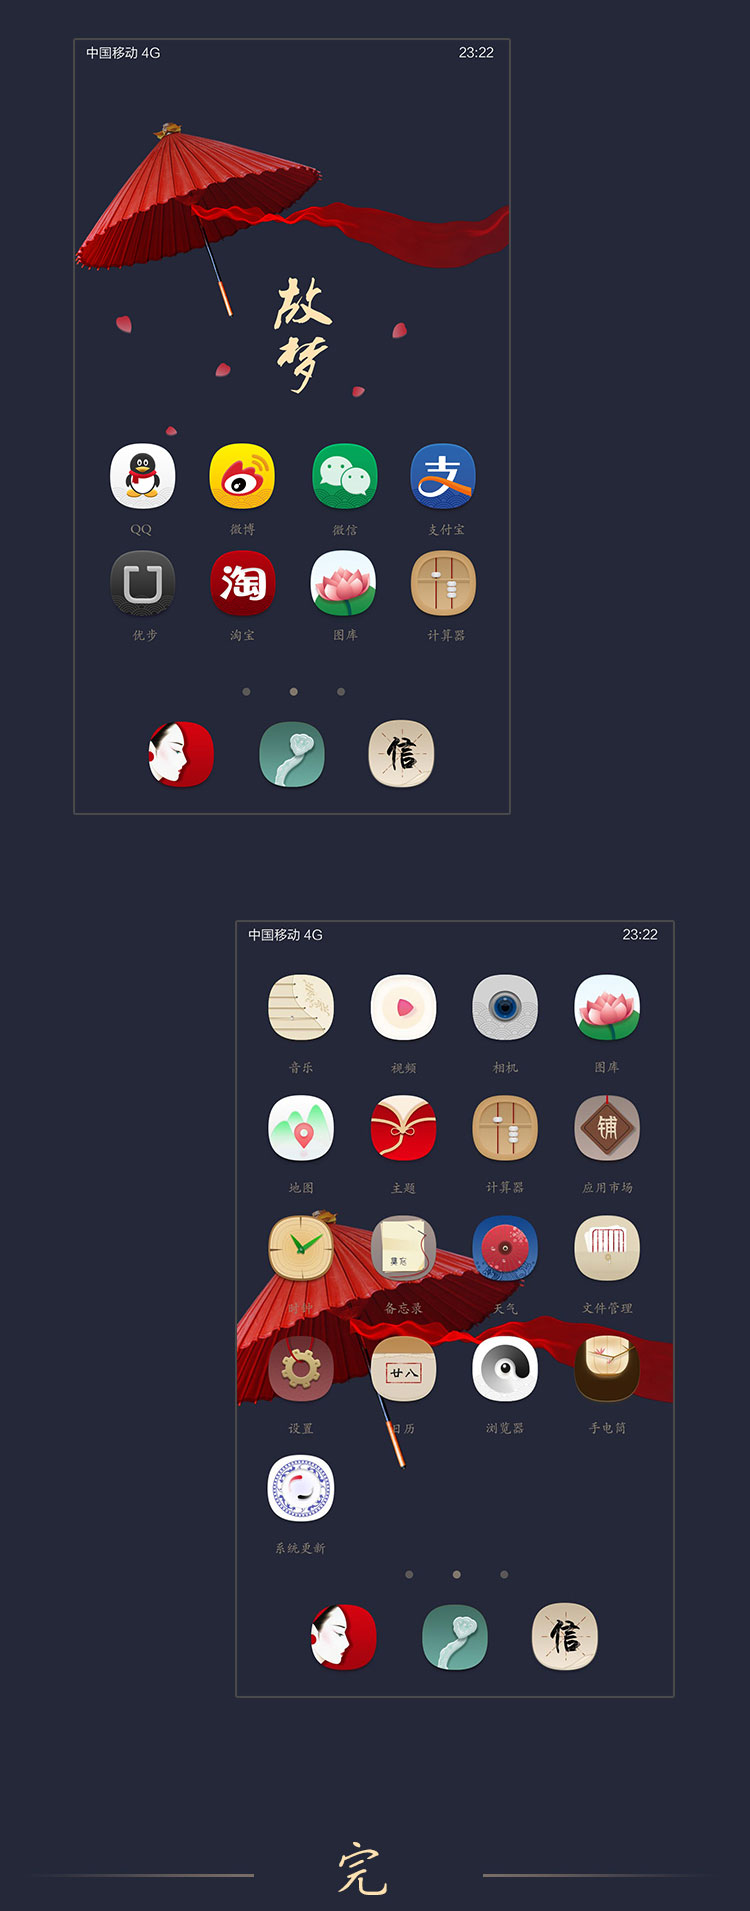 中国移动 4G 23:22
故
梦
支
QQ 微博 微信 支付宝
淘
优步 淘宝 图库 计算器
信
中国移动 4G 23:22
音乐 视频 相机 图库
铺
地图 主题 计算器 应用市场
时钟 备忘录 天气 文件管理
廿八
设置 日历 浏览器 手电筒
系统更新
信
完